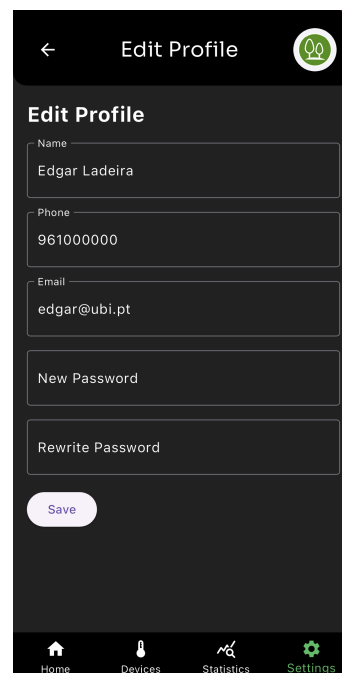 Edit Profile
Edit Profile
Name
Edgar Ladeira
Phone
961000000
Email
edgar@ubi.pt
New Password
Rewrite Password
Save
Home Devices Statistics Settings